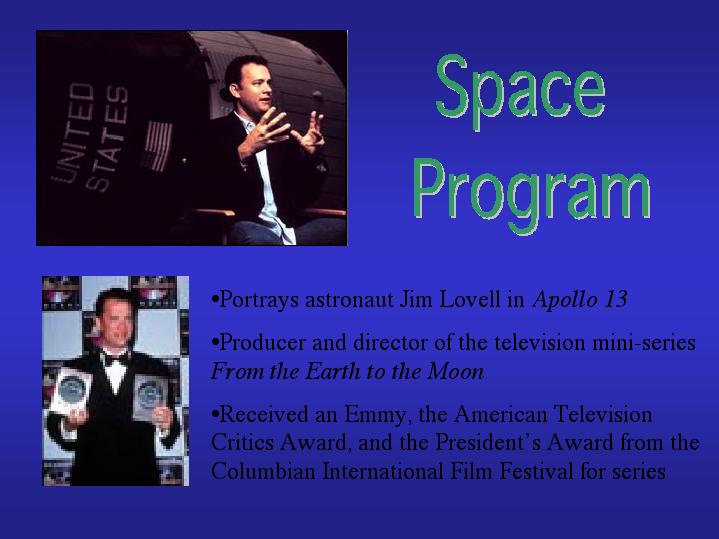 UNITED
STATES
Space
Program
•Portrays astronaut Jim Lovell in Apollo 13
•Producer and director of the television mini-series
From the Earth to the Moon
•Received an Emmy, the American Television
Critics Award, and the President's Award from the
Columbian International Film Festival for series